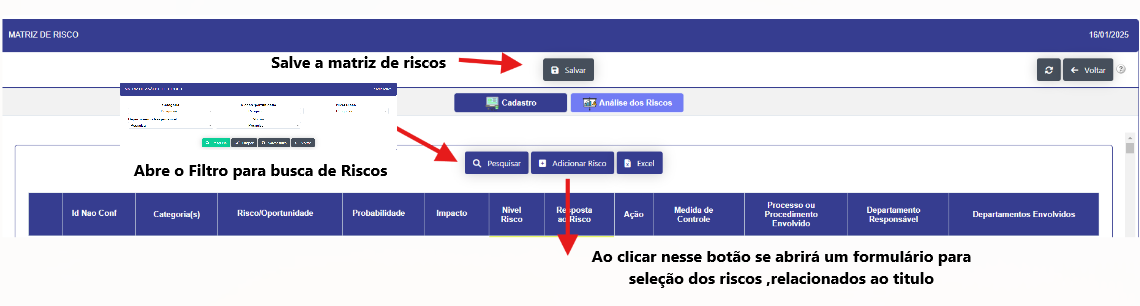 MATRIZ DE RISCO 16/01/2025
Salve a matriz de riscos
Salvar
Voltar
Cadastro
Análise dos Riscos
Abre o Filtro para busca de Riscos
Pesquisar
Adicionar Risco
Excel
Id Nao Conf
Categoria(s)
Risco/Oportunidade
Probabilidade
Impacto
Nivel
Risco
Resposta
ao Risco
Ação
Medida de
Controle
Processo ou
Procedimento
Envolvido
Departamento
Responsável
Departamentos Envolvidos
Ao clicar nesse botão se abrirá um formulário para
seleção dos riscos ,relacionados ao titulo